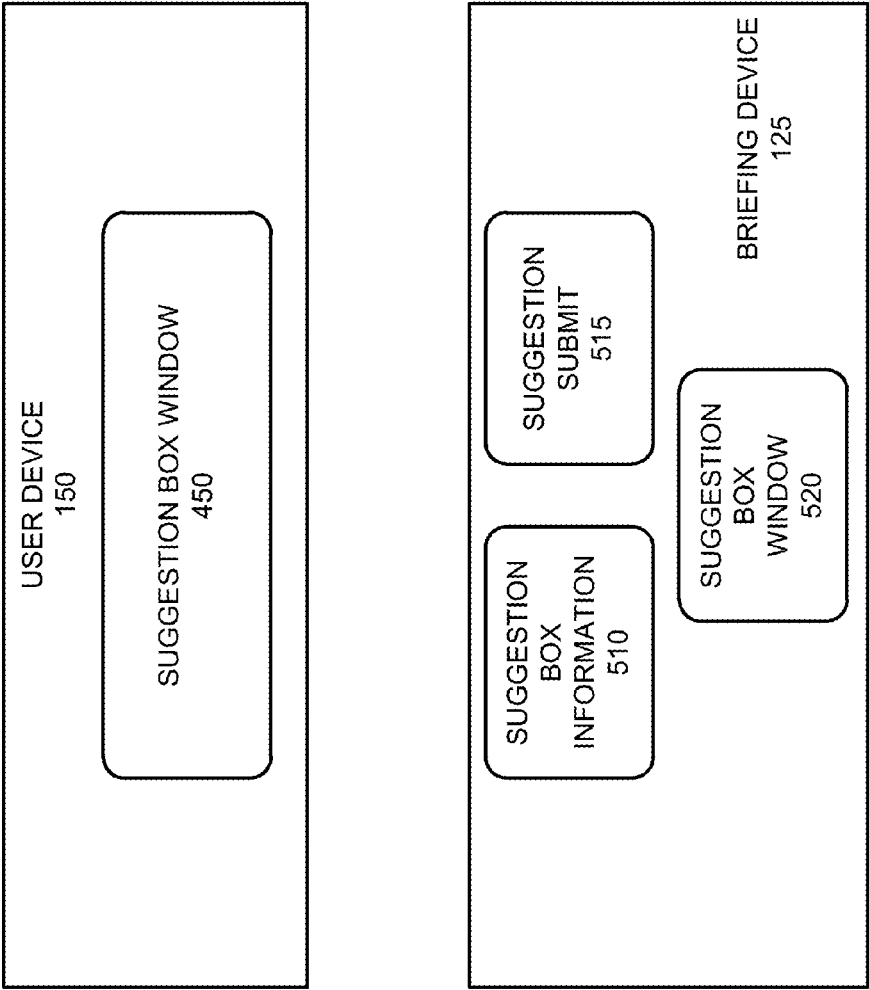 USER DEVICE
150
SUGGESTION BOX WINDOW
450
SUGGESTION
BOX
INFORMATION
510
SUGGESTION
SUBMIT
515
SUGGESTION
BOX
WINDOW
520
BRIEFING DEVICE
125